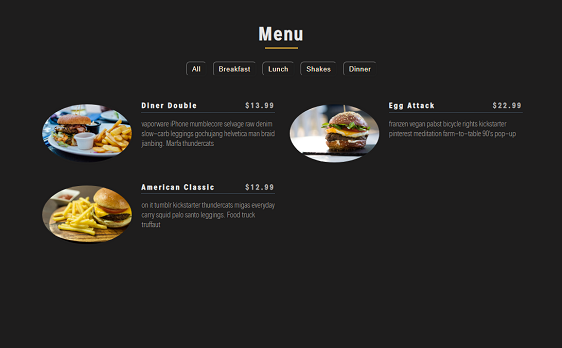 Menu
All
Breakfast
Lunch
Shakes
Dinner
Diner Double $13.99
vaporware iPhone mumblecore selvage raw denim
slow-carb leggings gochujang helvetica man braid
jianbing. Marfa thundercats
Egg Attack $22.99
franzen vegan pabst bicycle rights kickstarter
pinterest meditation farm-to-table 90's pop-up
American Classic $12.99
on it tumblr kickstarter thundercats migas everyday
carry squid palo santo leggings. Food truck
truffaut